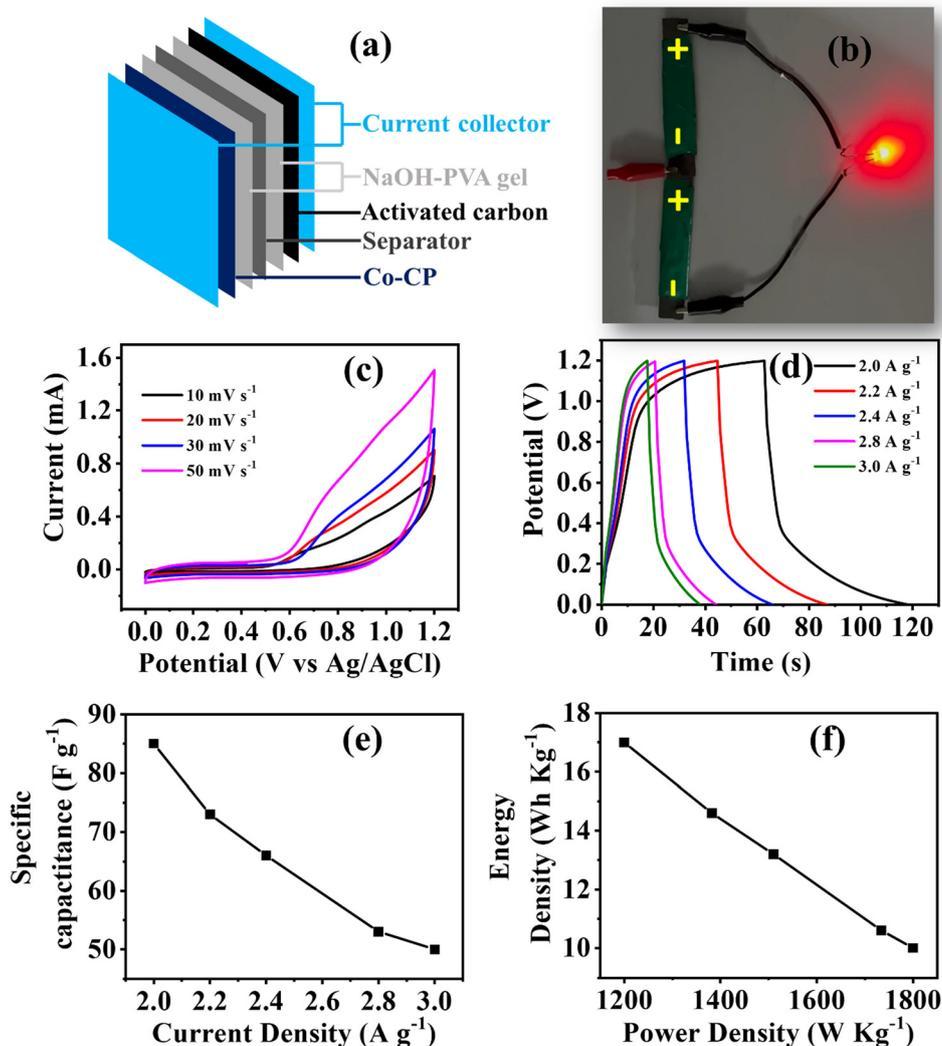 (a)
Current collector
NaOH-PVA gel
Activated carbon
Separator
Co-CP
(b)
+
-
+
-
(c)
Current (mA)
1.6
1.2
0.8
0.4
0.0
10 mV s⁻¹
20 mV s⁻¹
30 mV s⁻¹
50 mV s⁻¹
0.0 0.2 0.4 0.6 0.8 1.0 1.2
Potential (V vs Ag/AgCl)
(d)
Potential (V)
1.2
1.0
0.8
0.6
0.4
0.2
0.0
2.0 A g⁻¹
2.2 A g⁻¹
2.4 A g⁻¹
2.8 A g⁻¹
3.0 A g⁻¹
0 20 40 60 80 100 120
Time (s)
(e)
Specific
capactitance (F g⁻¹)
90
80
70
60
50
2.0 2.2 2.4 2.6 2.8 3.0
Current Density (A g⁻¹)
(f)
Energy
Density (Wh Kg⁻¹)
18
16
14
12
10
1200 1400 1600 1800
Power Density (W Kg⁻¹)